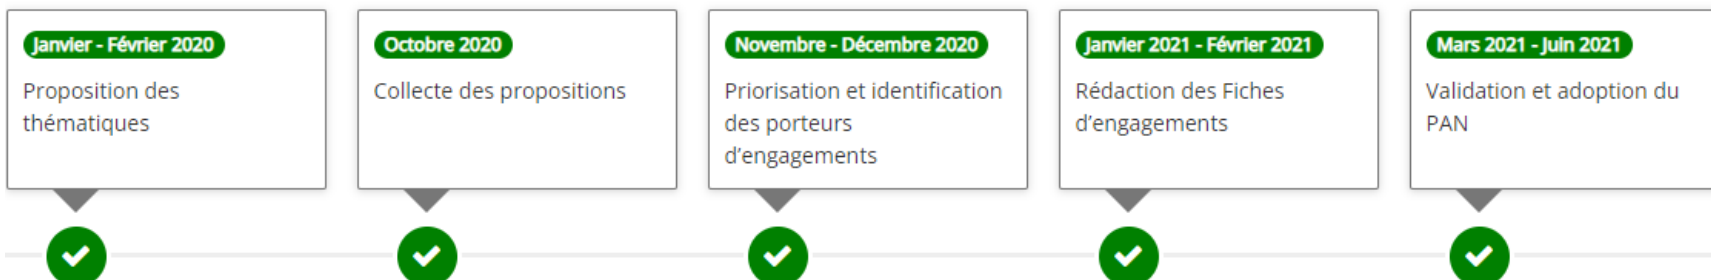 Janvier - Février 2020
Proposition des
thématiques
Octobre 2020
Collecte des propositions
Novembre - Décembre 2020
Priorisation et identification
des porteurs
d’engagements
Janvier 2021 - Février 2021
Rédaction des Fiches
d’engagements
Mars 2021 - Juin 2021
Validation et adoption du
PAN